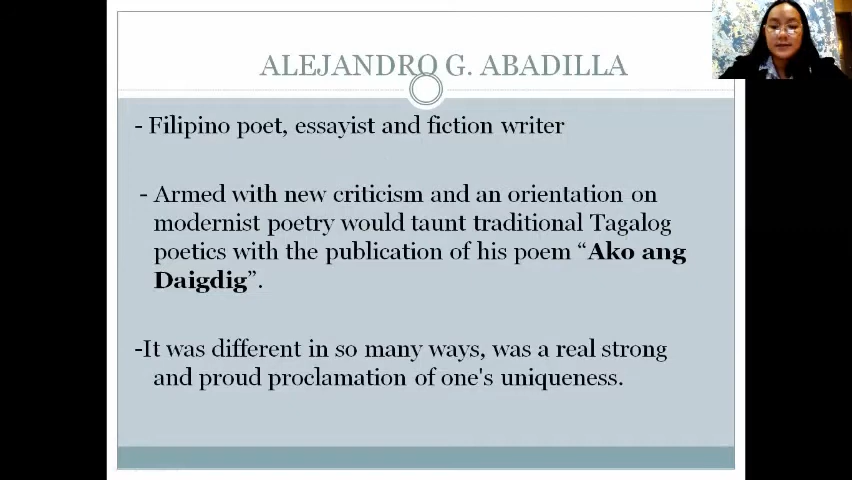 ALEJANDRO G. ABADILLA
- Filipino poet, essayist and fiction writer
- Armed with new criticism and an orientation on
modernist poetry would taunt traditional Tagalog
poetics with the publication of his poem “Ako ang
Daigdig”.
-It was different in so many ways, was a real strong
and proud proclamation of one's uniqueness.